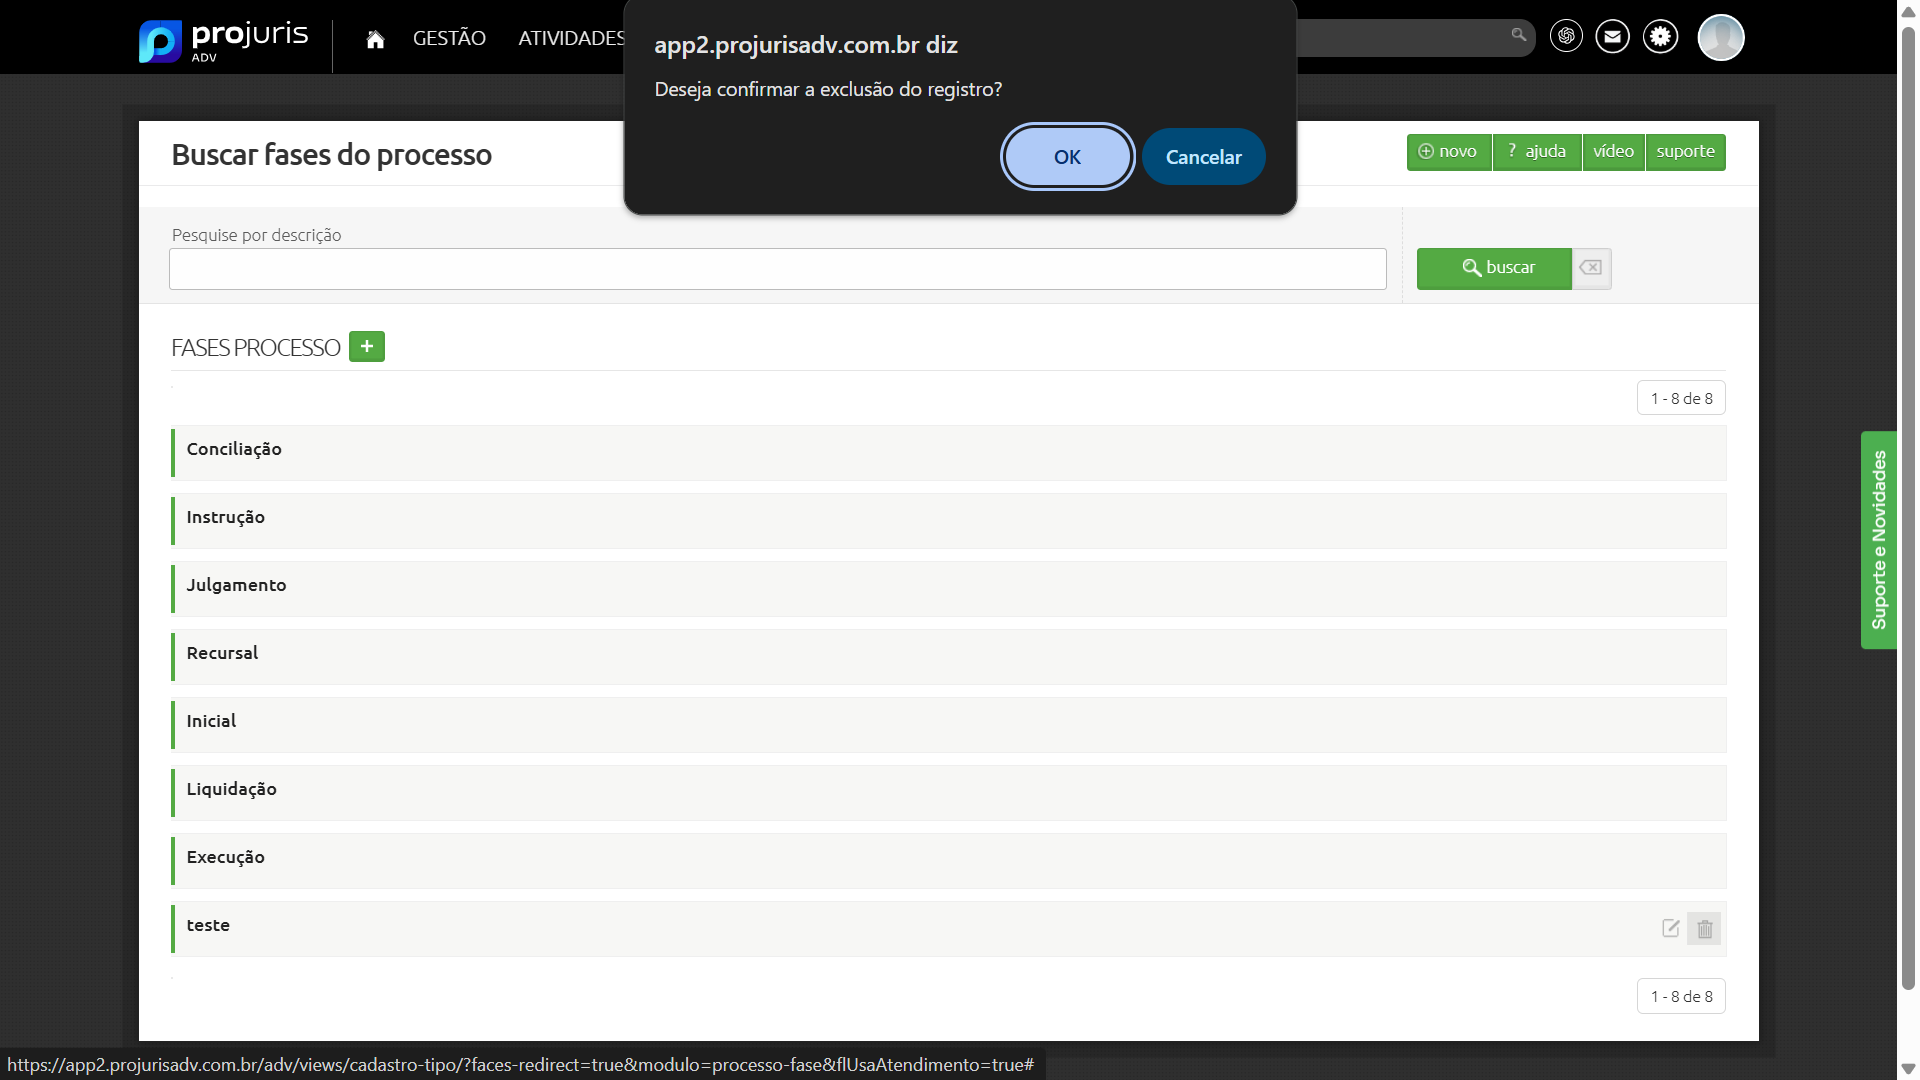 projuris
ADV
GESTÃO
ATIVIDADES
app2.projurisadv.com.br diz
Deseja confirmar a exclusão do registro?
OK
Cancelar
Buscar fases do processo
novo
? ajuda
vídeo
suporte
Pesquise por descrição
buscar
FASES PROCESSO +
1 - 8 de 8
Conciliação
Instrução
Julgamento
Recursal
Inicial
Liquidação
Execução
teste
1 - 8 de 8
Suporte e Novidades
https://app2.projurisadv.com.br/adv/views/cadastro-tipo/?faces-redirect=true&modulo=processo-fase&flUsaAtendimento=true#